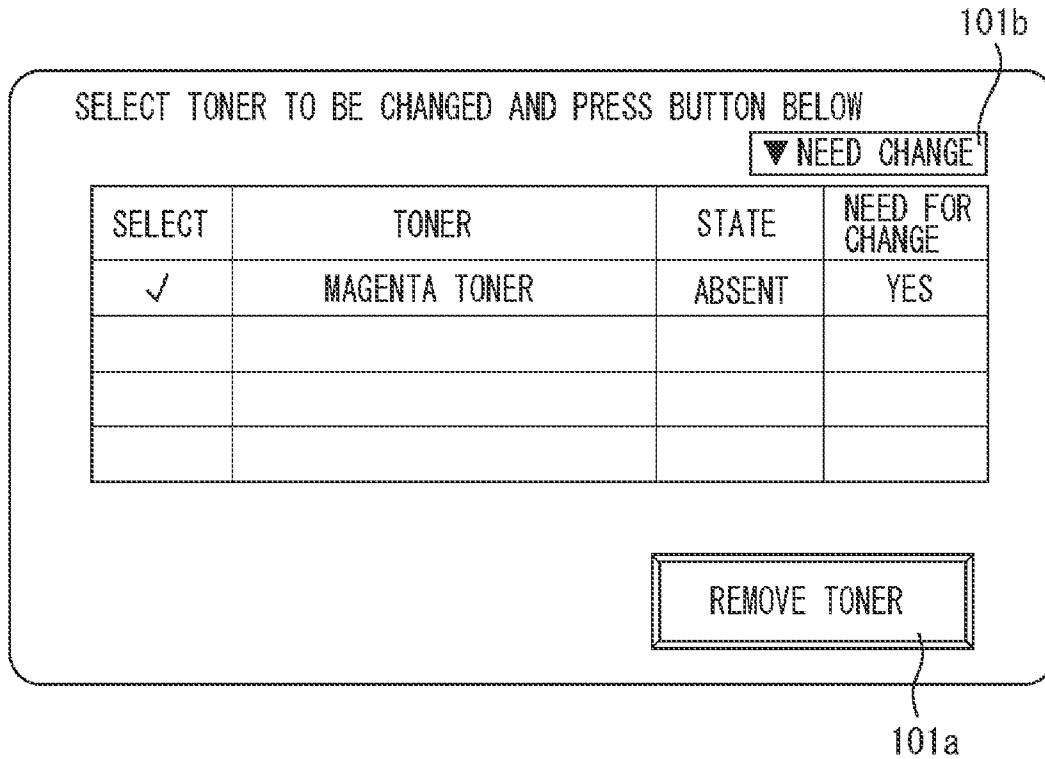 101b
SELECT TONER TO BE CHANGED AND PRESS BUTTON BELOW
▼ NEED CHANGE
SELECT TONER STATE NEED FOR CHANGE
✓ MAGENTA TONER ABSENT YES
REMOVE TONER
101a